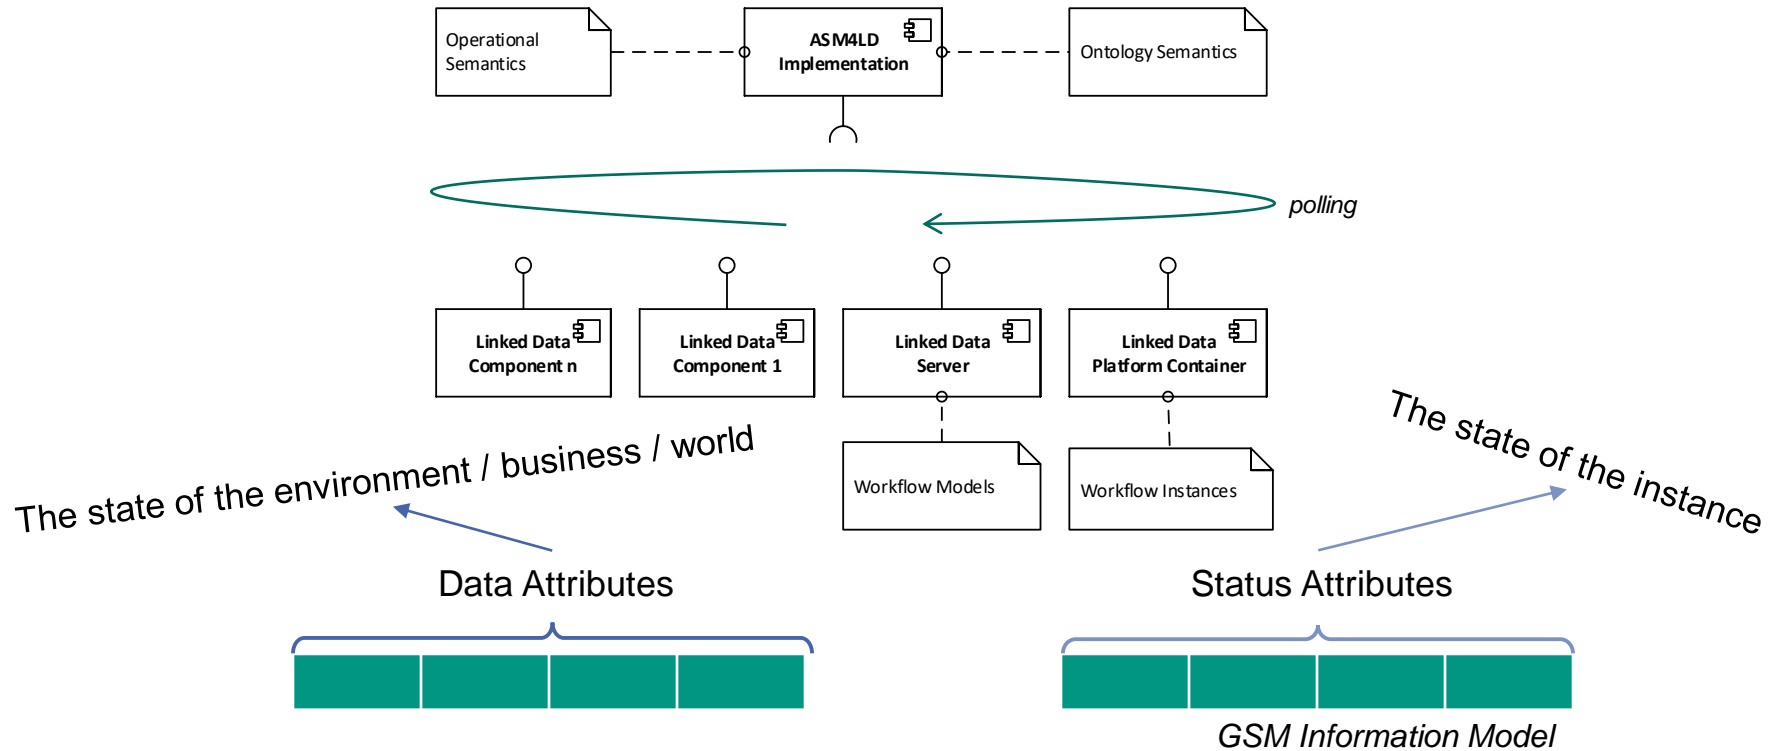 Operational
Semantics
ASM4LD
Implementation
Ontology Semantics
polling
Linked Data
Component n
Linked Data
Component 1
Linked Data
Server
Linked Data
Platform Container
Workflow Models
Workflow Instances
The state of the environment / business / world
The state of the instance
Data Attributes
Status Attributes
GSM Information Model